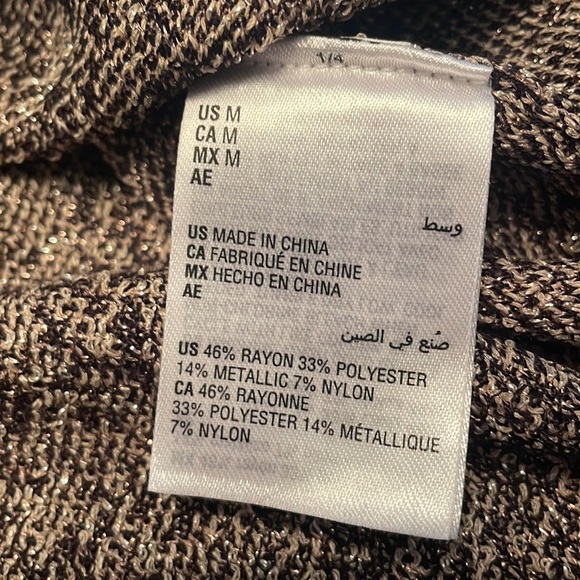 1/4
US M
CA M
MX M
AE
وسط
US MADE IN CHINA
CA FABRIQUÉ EN CHINE
MX HECHO EN CHINA
AE
صُنع في الصين
US 46% RAYON 33% POLYESTER
14% METALLIC 7% NYLON
CA 46% RAYONNE
33% POLYESTER 14% MÉTALLIQUE
7% NYLON